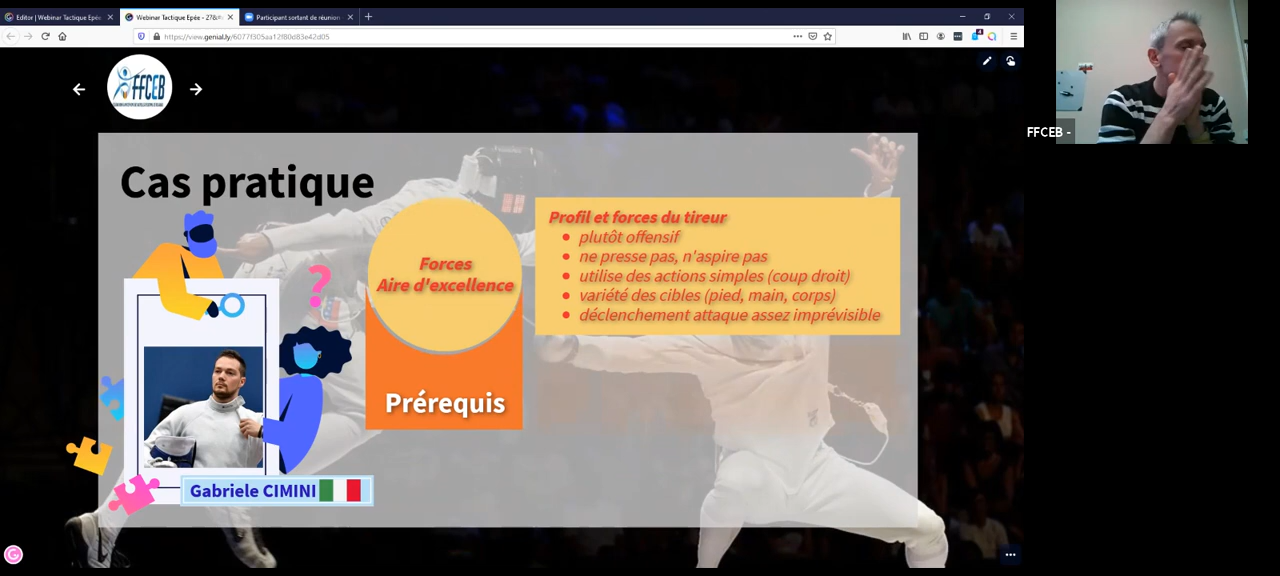 Editor | Webinar Tactique Epée
Webinar Tactique Epée - 27&#
Participant sortant de réunion
https://view.genial.ly/6077f305aa12f80d83e42d05
FFCEB
FFCEB -
Cas pratique
Forces
Aire d'excellence
Prérequis
Profil et forces du tireur
plutôt offensif
ne presse pas, n'aspire pas
utilise des actions simples (coup droit)
variété des cibles (pied, main, corps)
déclenchement attaque assez imprévisible
Gabriele CIMINI